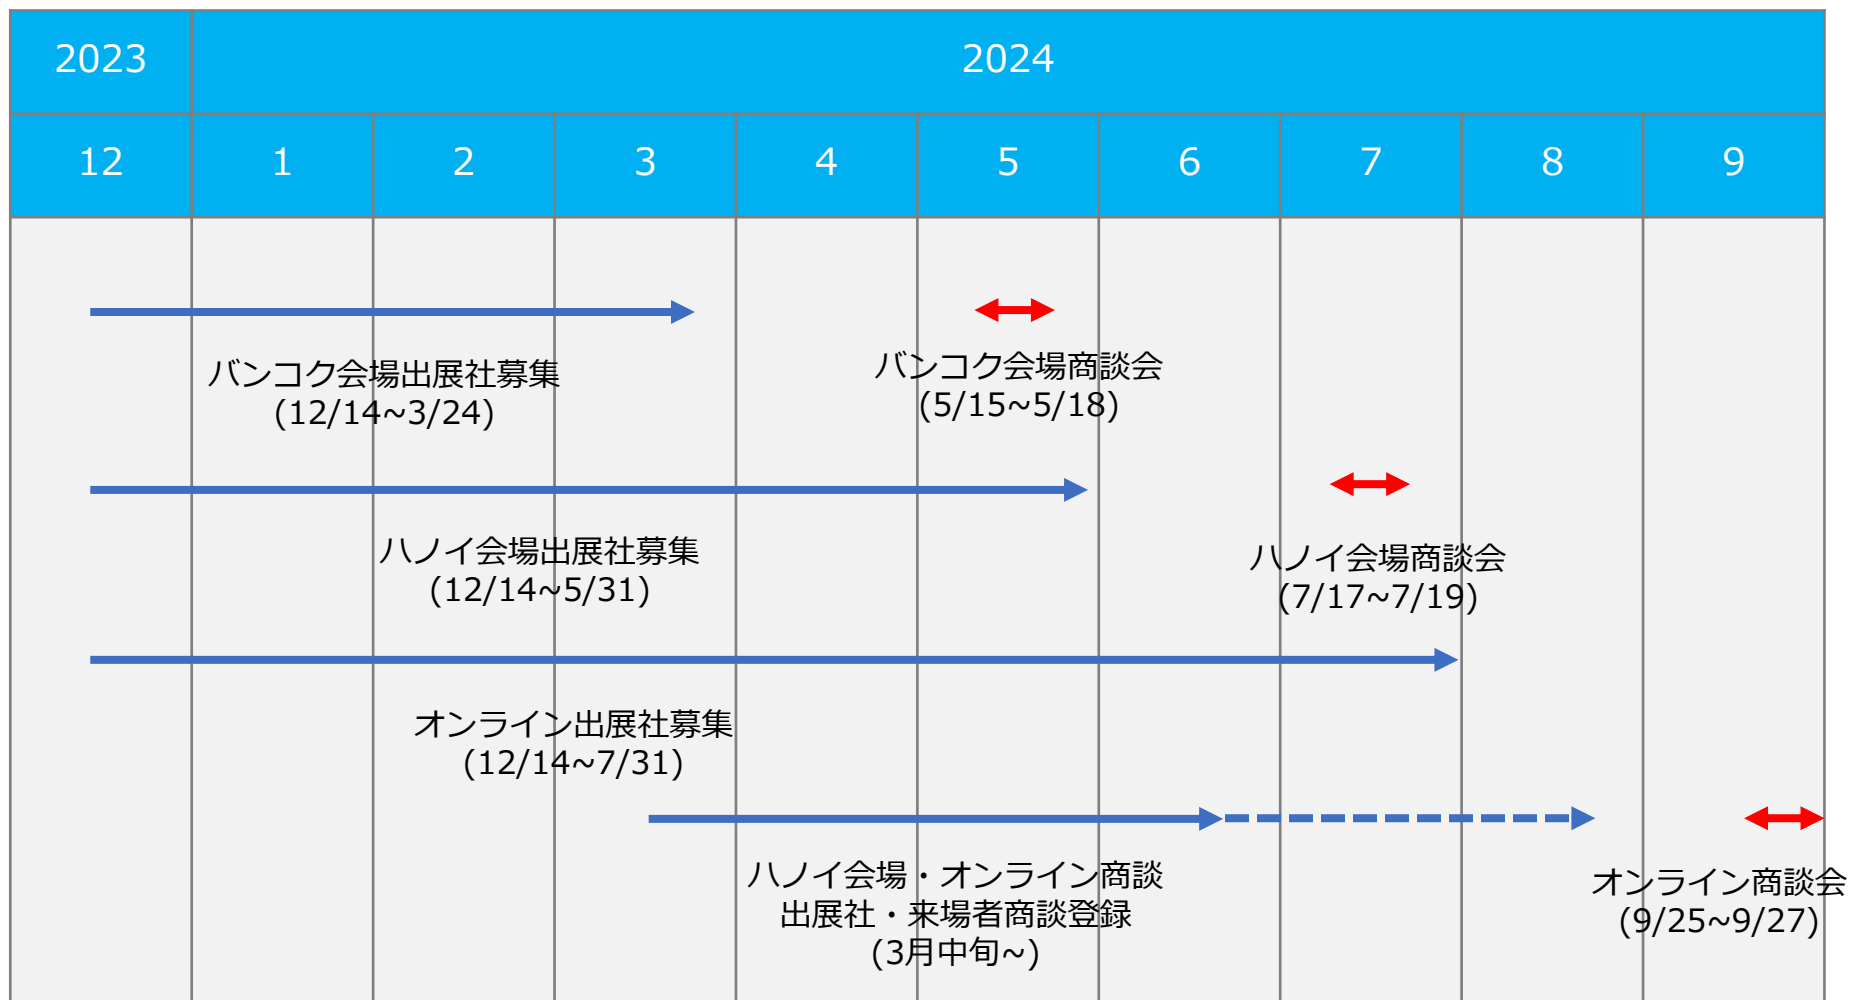 2023
2024
12
1
2
3
4
5
6
7
8
9
バンコク会場出展社募集
(12/14~3/24)
バンコク会場商談会
(5/15~5/18)
ハノイ会場出展社募集
(12/14~5/31)
ハノイ会場商談会
(7/17~7/19)
オンライン出展社募集
(12/14~7/31)
ハノイ会場・オンライン商談
出展社・来場者商談登録
(3月中旬~)
オンライン商談会
(9/25~9/27)